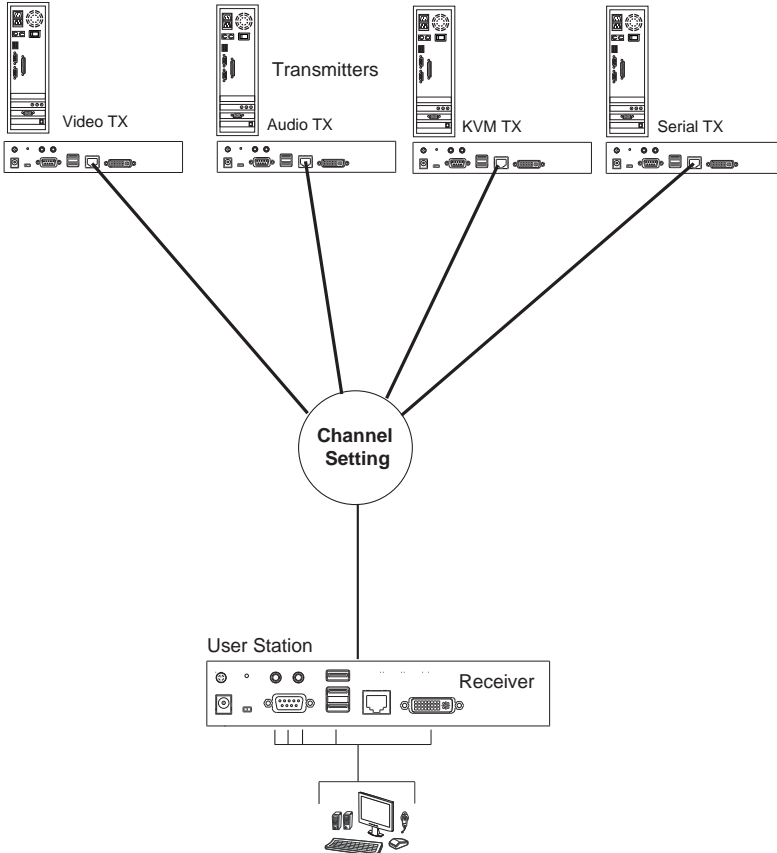 Transmitters
Video TX
Audio TX
KVM TX
Serial TX
Channel
Setting
User Station
Receiver